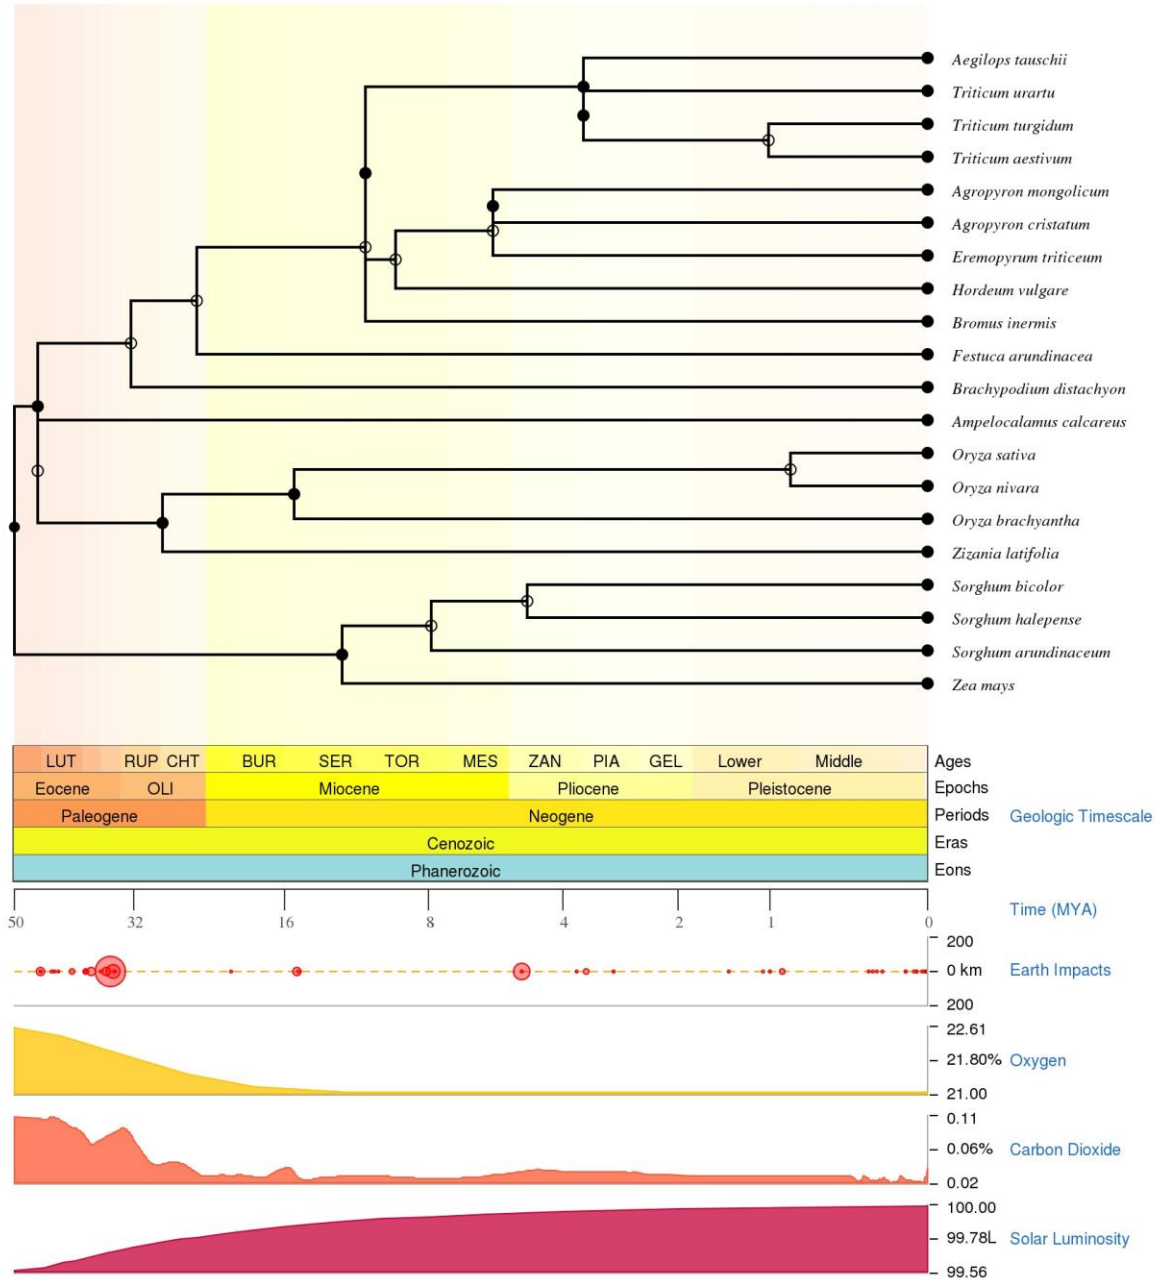 Aegilops tauschii
Triticum urartu
Triticum turgidum
Triticum aestivum
Agropyron mongolicum
Agropyron cristatum
Eremopyrum triticeum
Hordeum vulgare
Bromus inermis
Festuca arundinacea
Brachypodium distachyon
Ampelocalamus calcareus
Oryza sativa
Oryza nivara
Oryza brachyantha
Zizania latifolia
Sorghum bicolor
Sorghum halepense
Sorghum arundinaceum
Zea mays
LUT RUP CHT BUR SER TOR MES ZAN PIA GEL Lower Middle Ages
Eocene OLI Miocene Pliocene Pleistocene Epochs
Paleogene Neogene Periods Geologic Timescale
Cenozoic Eras
Phanerozoic Eons
Time (MYA)
50 32 16 8 4 2 1 0
200
0 km Earth Impacts
200
22.61
21.80% Oxygen
21.00
0.11
0.06% Carbon Dioxide
0.02
100.00
99.78L Solar Luminosity
99.56